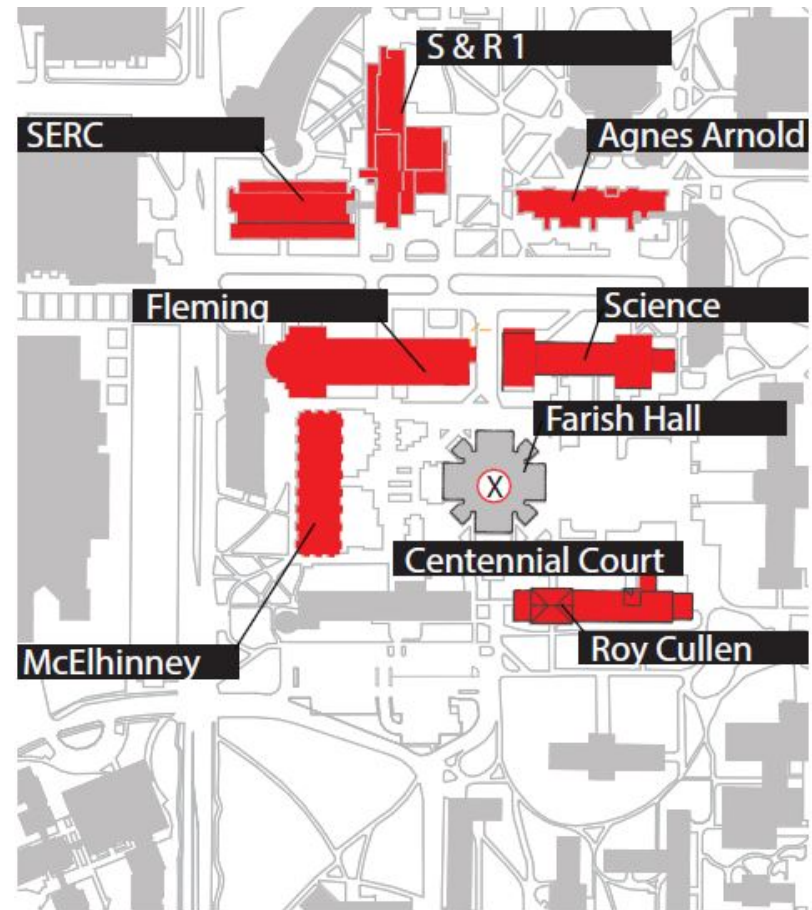 S & R 1
SERC
Agnes Arnold
Fleming
Science
Farish Hall
X
Centennial Court
McElhinney
Roy Cullen